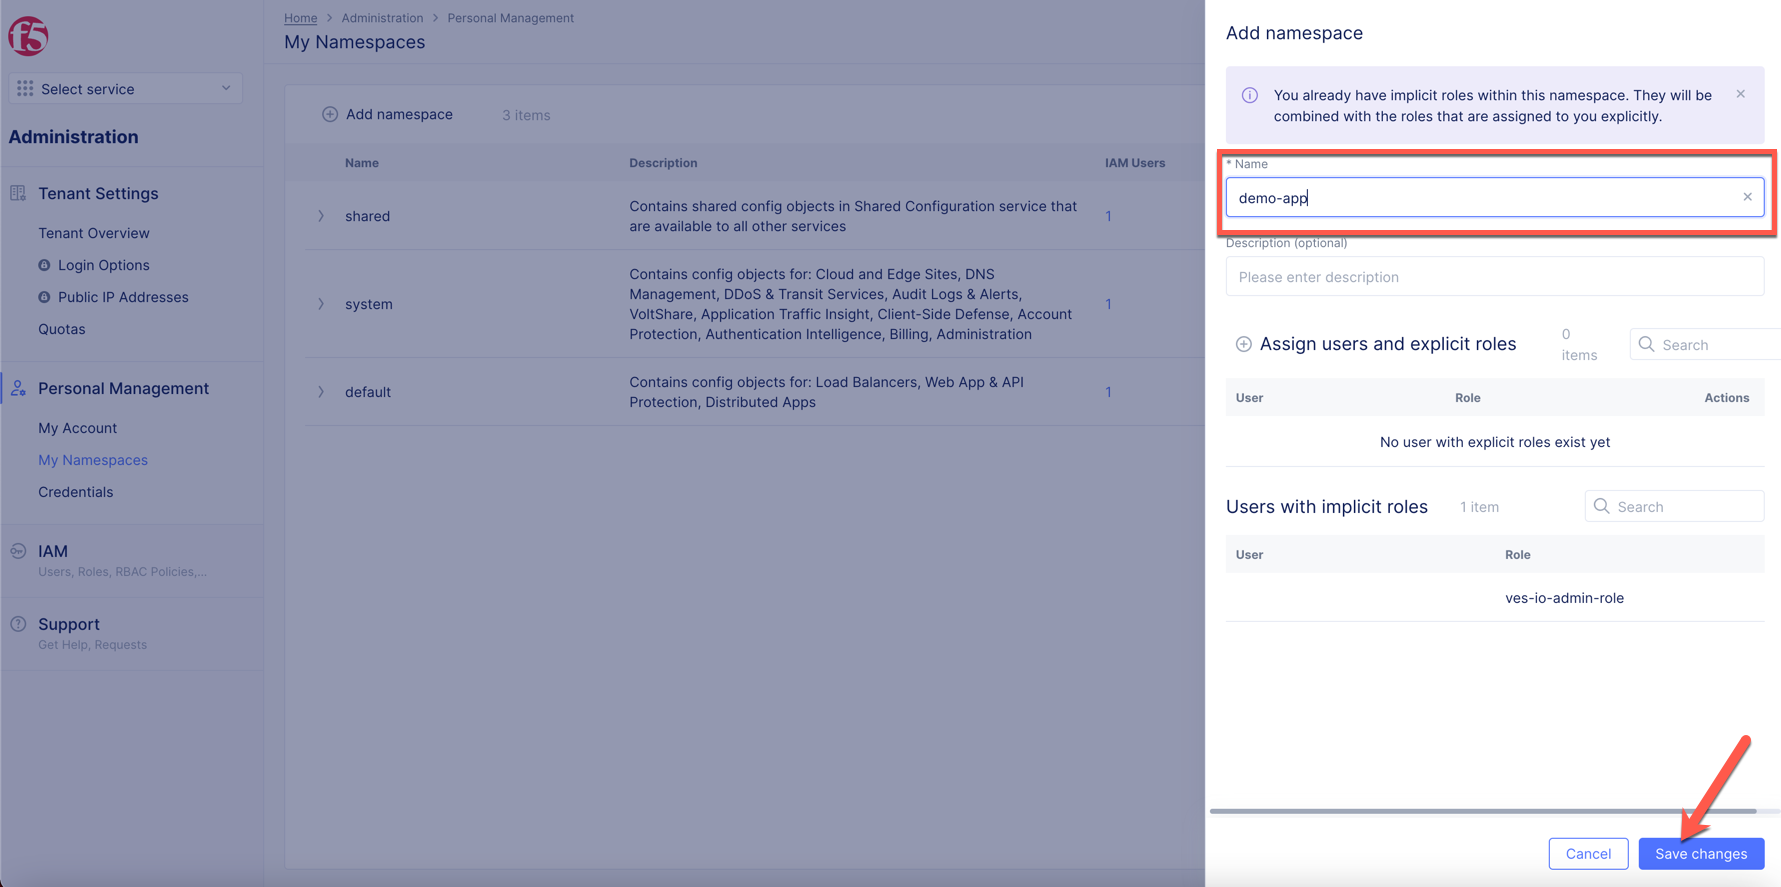 f5
Select service
Administration
Tenant Settings
Tenant Overview
Login Options
Public IP Addresses
Quotas
Personal Management
My Account
My Namespaces
Credentials
IAM
Users, Roles, RBAC Policies,...
Support
Get Help, Requests
Home > Administration > Personal Management
My Namespaces
Add namespace 3 items
Name Description IAM Users
shared Contains shared config objects in Shared Configuration service that 1
are available to all other services
system Contains config objects for: Cloud and Edge Sites, DNS 1
Management, DDoS & Transit Services, Audit Logs & Alerts,
VoltShare, Application Traffic Insight, Client-Side Defense, Account
Protection, Authentication Intelligence, Billing, Administration
default Contains config objects for: Load Balancers, Web App & API 1
Protection, Distributed Apps
Add namespace
You already have implicit roles within this namespace. They will be
combined with the roles that are assigned to you explicitly.
* Name
demo-app
Description (optional)
Please enter description
Assign users and explicit roles 0 items Search
User Role Actions
No user with explicit roles exist yet
Users with implicit roles 1 item Search
User Role
ves-io-admin-role
Cancel Save changes